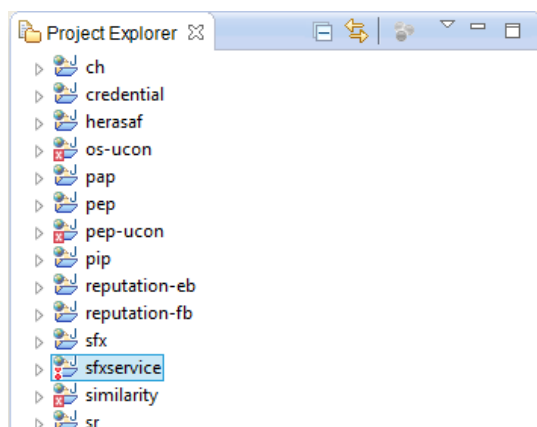 Project Explorer
ch
credential
herasaf
os-ucon
pap
pep
pep-ucon
pip
reputation-eb
reputation-fb
sfx
sfxservice
similarity
sr